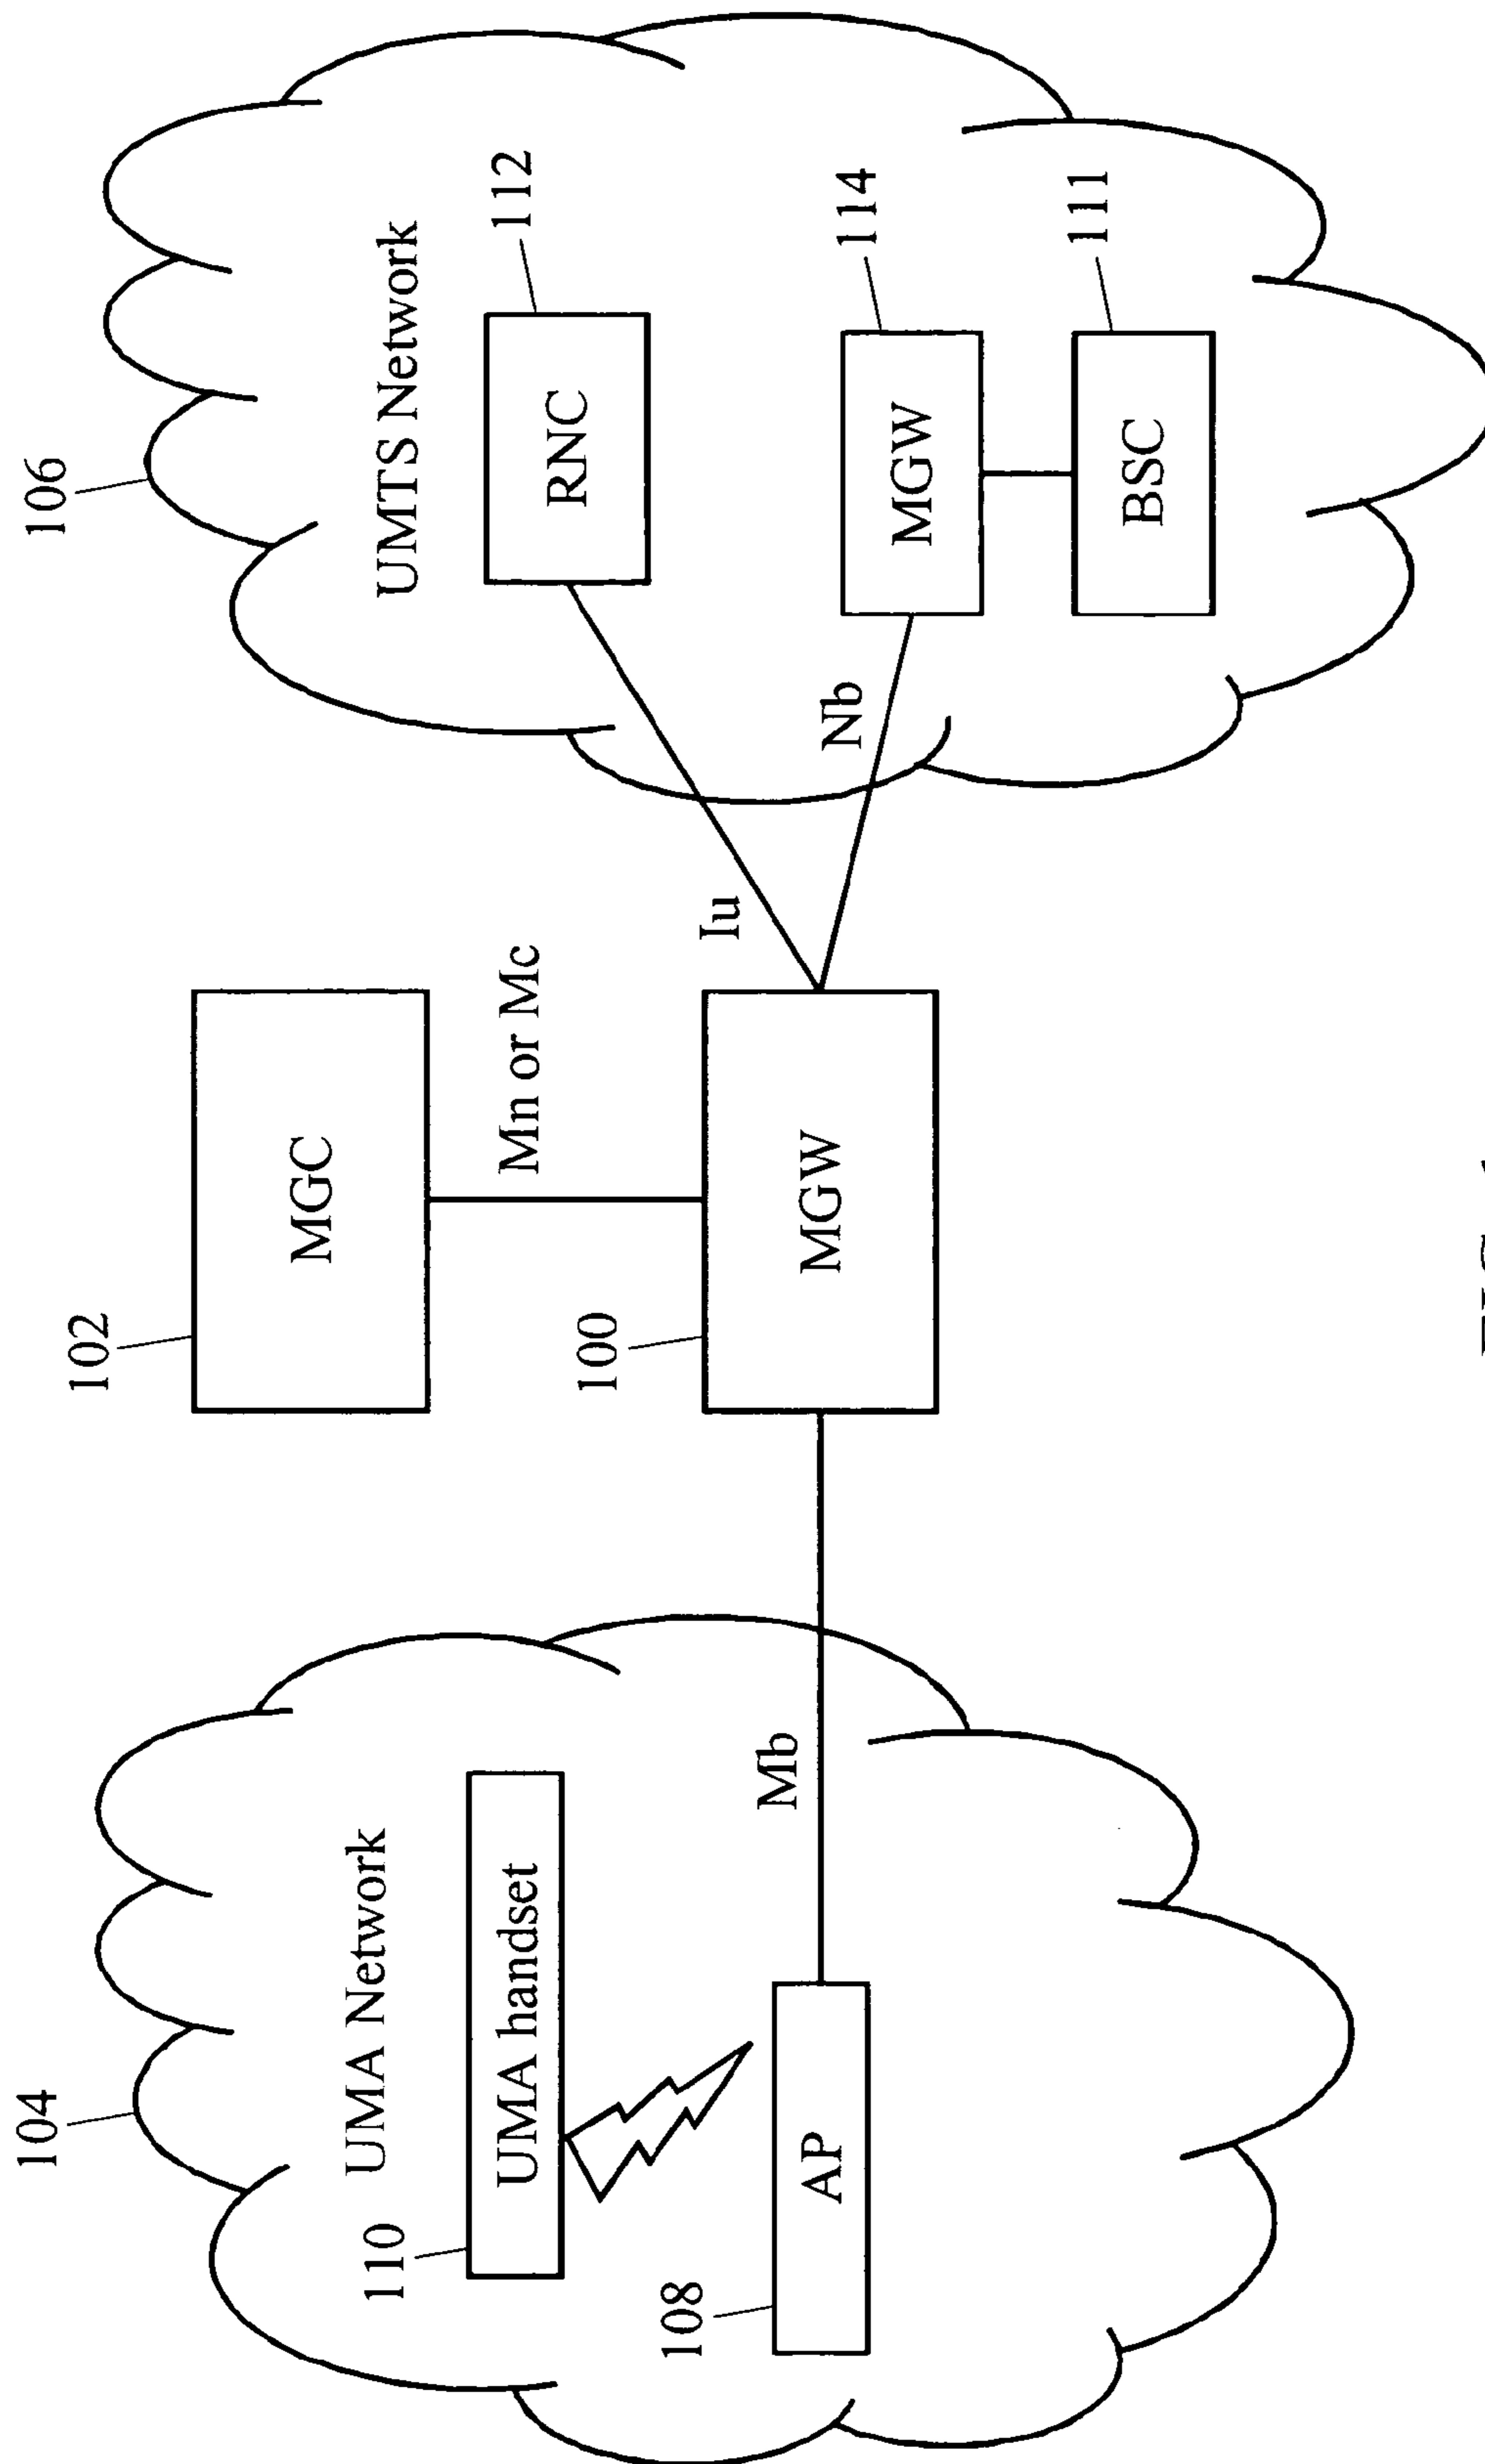 104
UMA Network
110
UMA handset
108
AP
Mb
102
MGC
Mn or Mc
100
MGW
Iu
Nb
106
UMTS Network
112
RNC
114
MGW
111
BSC